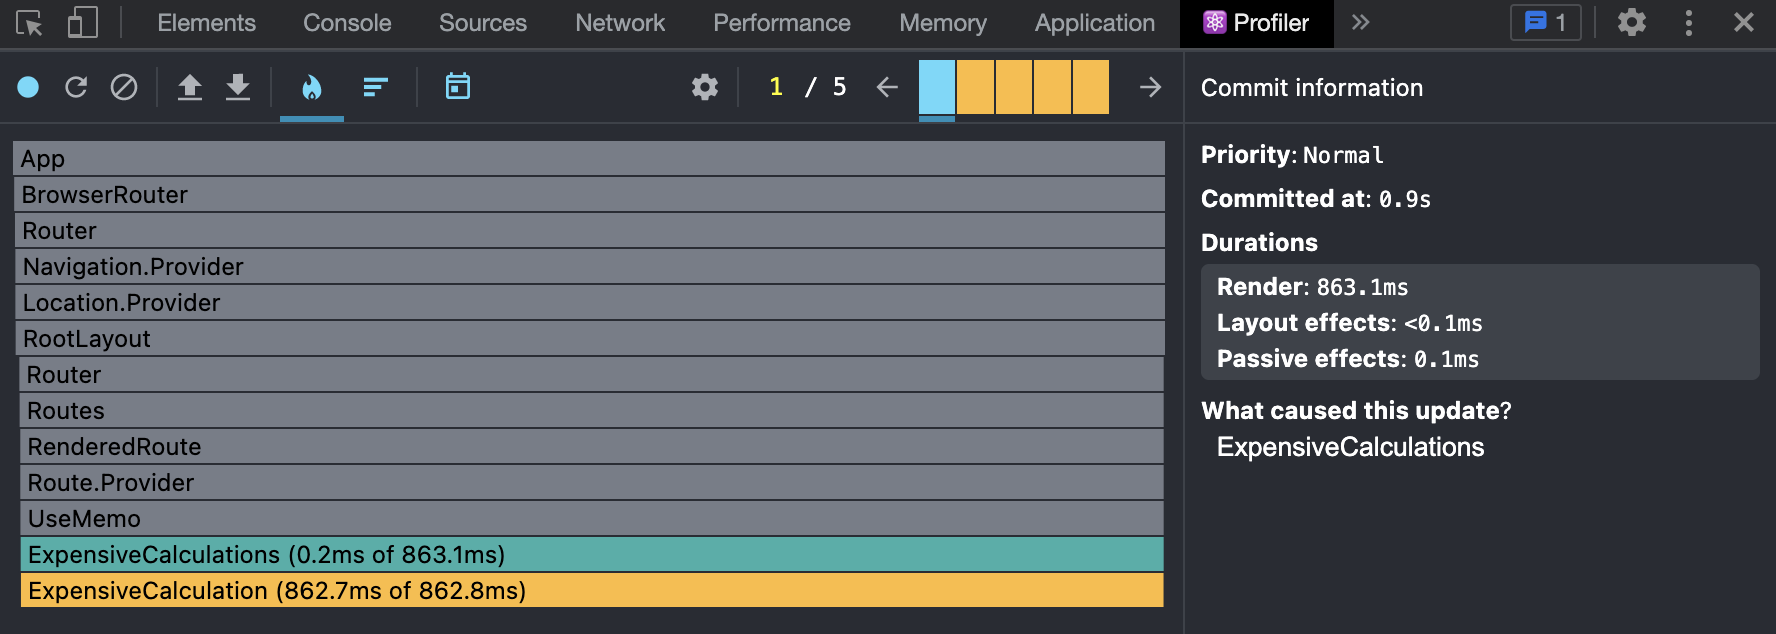 Elements Console Sources Network Performance Memory Application Profiler 1
1 / 5
Commit information
App
BrowserRouter
Router
Navigation.Provider
Location.Provider
RootLayout
Router
Routes
RenderedRoute
Route.Provider
UseMemo
ExpensiveCalculations (0.2ms of 863.1ms)
ExpensiveCalculation (862.7ms of 862.8ms)
Priority: Normal
Committed at: 0.9s
Durations
Render: 863.1ms
Layout effects: <0.1ms
Passive effects: 0.1ms
What caused this update?
ExpensiveCalculations